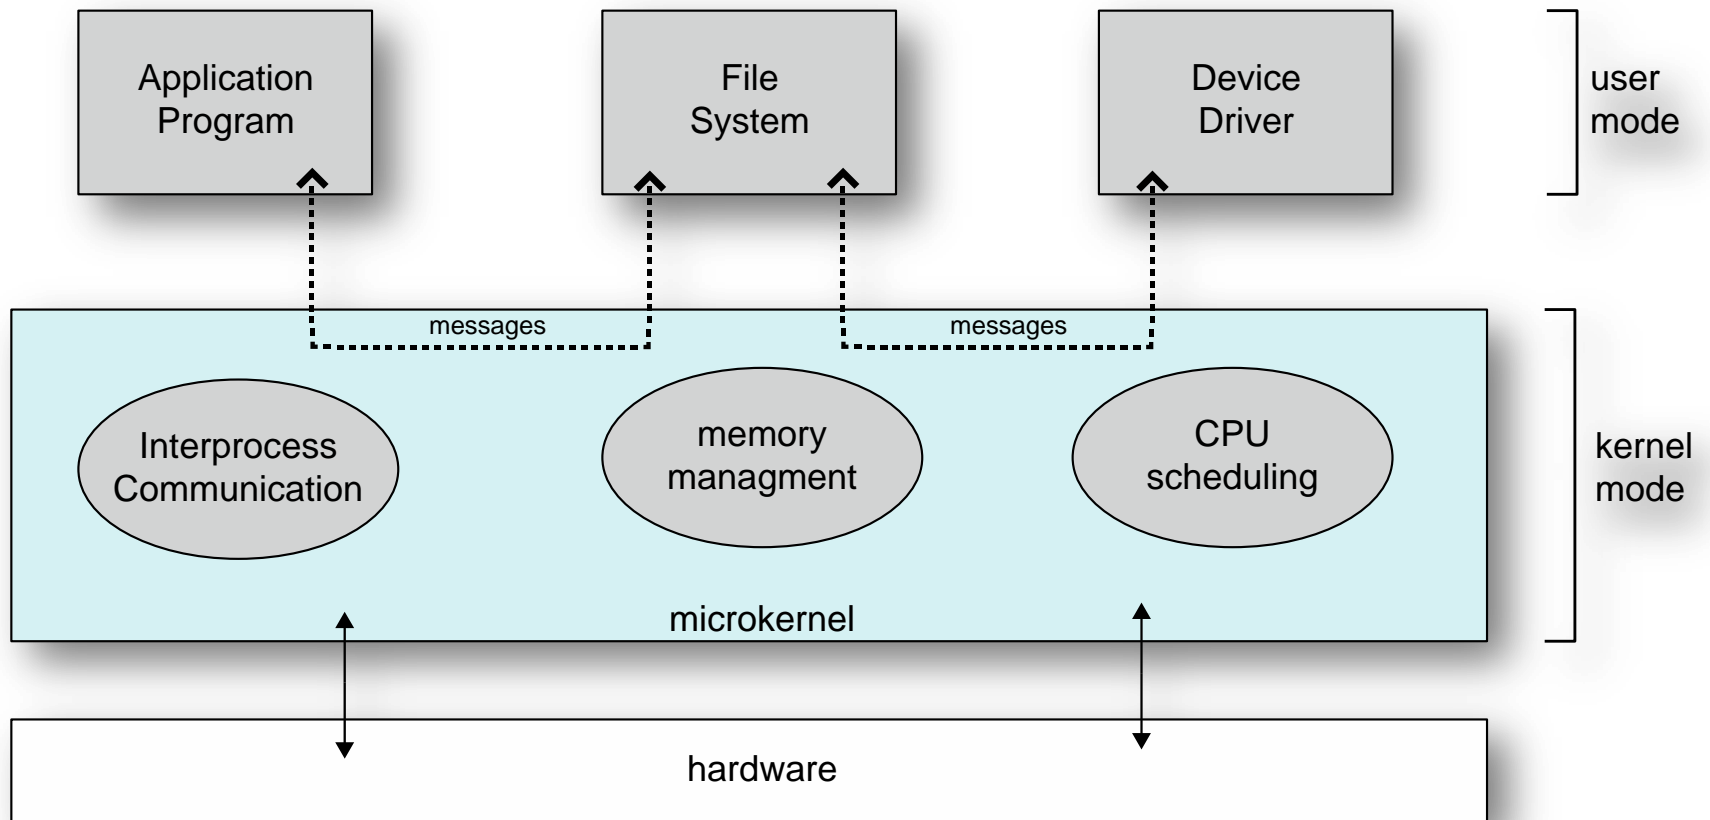 Application
Program
File
System
Device
Driver
user
mode
messages
messages
Interprocess
Communication
memory
managment
CPU
scheduling
kernel
mode
microkernel
hardware